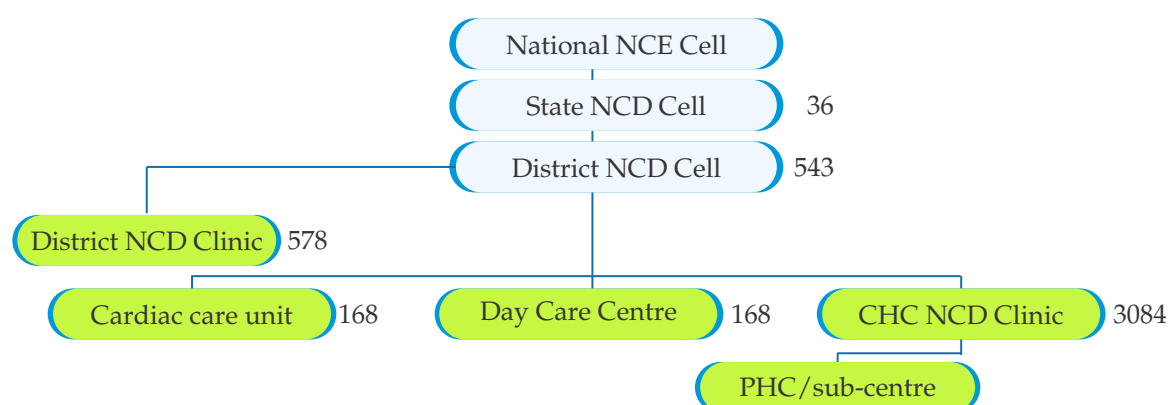 National NCE Cell
State NCD Cell 36
District NCD Cell 543
District NCD Clinic 578
Cardiac care unit 168 Day Care Centre 168 CHC NCD Clinic 3084
PHC/sub-centre